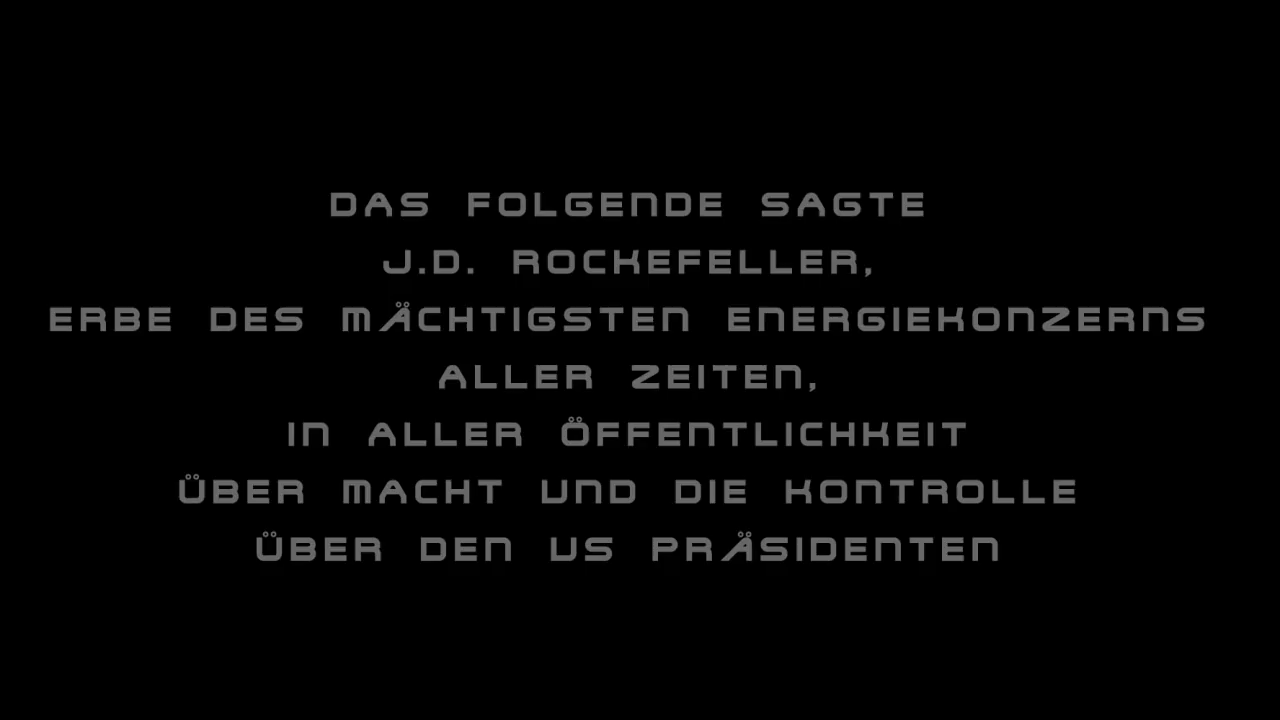 DAS FOLGENDE SAGTE
J.D. ROCKEFELLER,
ERBE DES MÄCHTIGSTEN ENERGIEKONZERNS
ALLER ZEITEN,
IN ALLER ÖFFENTLICHKEIT
ÜBER MACHT UND DIE KONTROLLE
ÜBER DEN US PRÄSIDENTEN